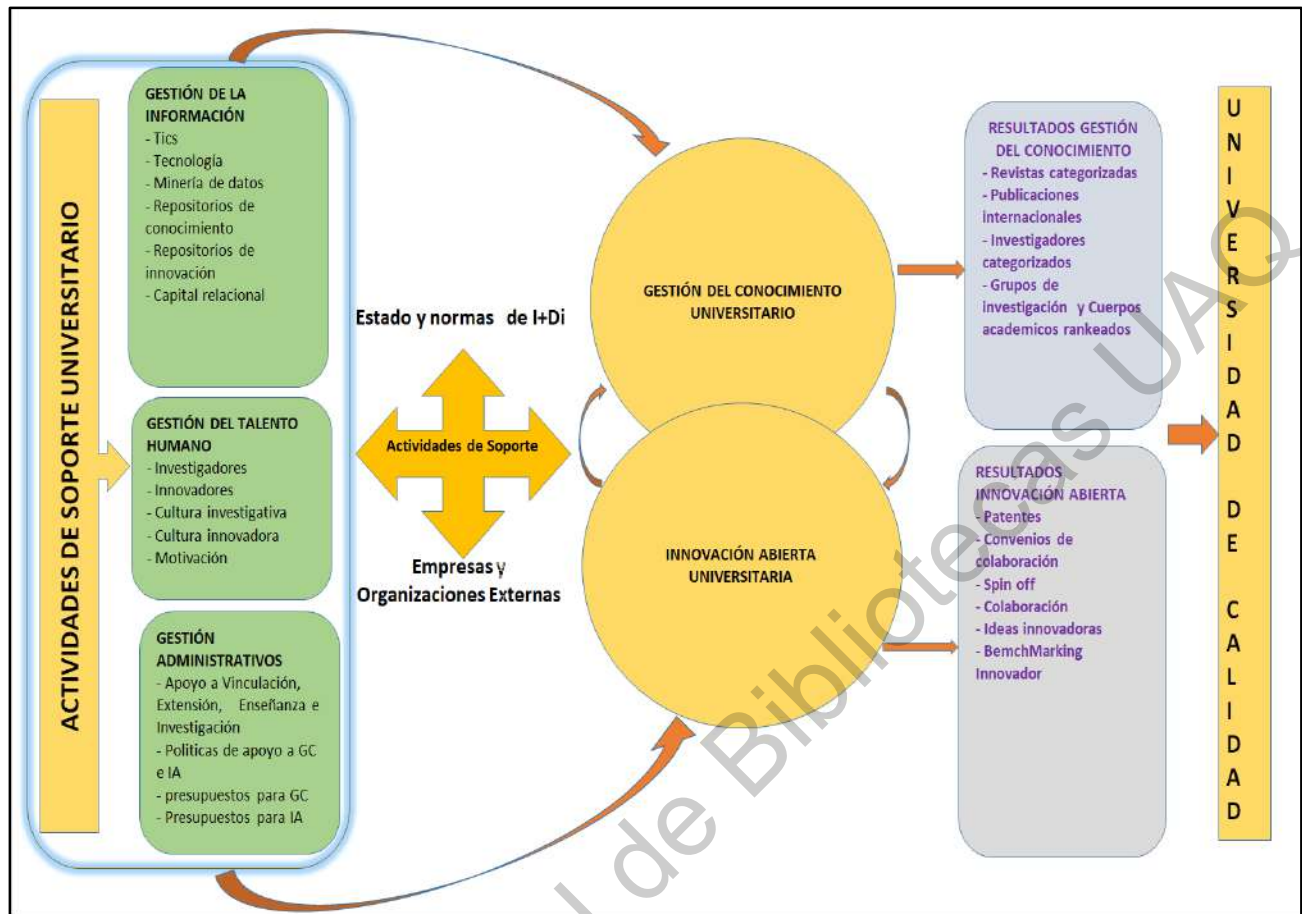 ACTIVIDADES DE SOPORTE UNIVERSITARIO
GESTIÓN DE LA
INFORMACIÓN
- Tics
- Tecnología
- Minería de datos
- Repositorios de
conocimiento
- Repositorios de
innovación
- Capital relacional
GESTIÓN DEL TALENTO
HUMANO
- Investigadores
- Innovadores
- Cultura investigativa
- Cultura innovadora
- Motivación
GESTIÓN
ADMINISTRATIVOS
- Apoyo a Vinculación,
Extensión, Enseñanza e
Investigación
- Políticas de apoyo a GC
e IA
- presupuestos para GC
- Presupuestos para IA
Estado y normas de I+Di
Actividades de Soporte
Empresas y
Organizaciones Externas
GESTIÓN DEL CONOCIMIENTO
UNIVERSITARIO
INNOVACIÓN ABIERTA
UNIVERSITARIA
RESULTADOS GESTIÓN
DEL CONOCIMIENTO
- Revistas categorizadas
- Publicaciones
internacionales
- Investigadores
categorizados
- Grupos de
investigación y Cuerpos
academicos rankeados
RESULTADOS
INNOVACIÓN ABIERTA
- Patentes
- Convenios de
colaboración
- Spin off
- Colaboración
- Ideas innovadoras
- BemchMarking
Innovador
UNIVERSIDAD DE CALIDAD
de Bibliotecas UAQ